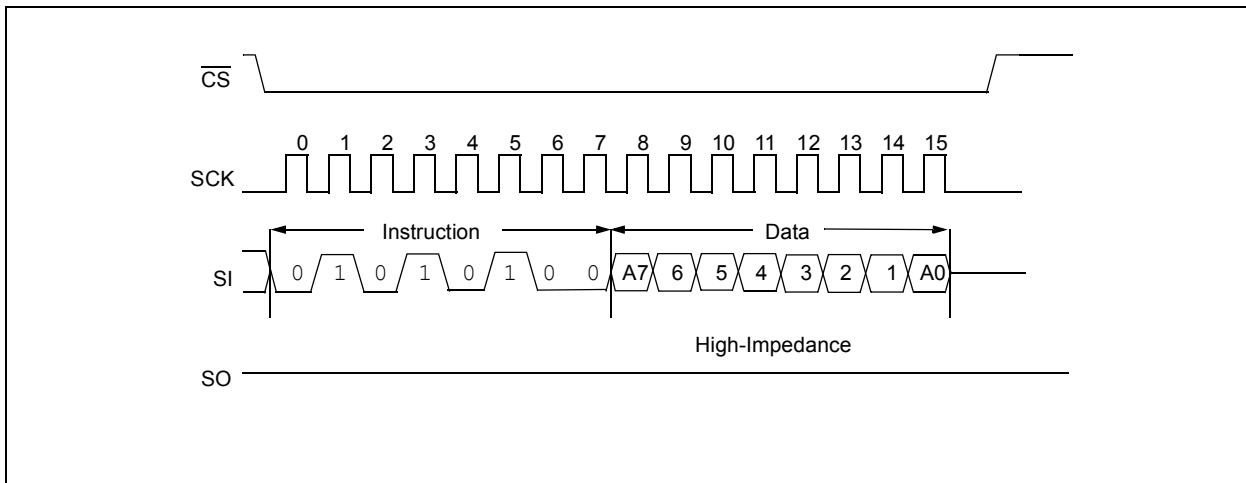 CS
0 1 2 3 4 5 6 7 8 9 10 11 12 13 14 15
SCK
Instruction Data
SI 0 1 0 1 0 1 0 0 A7 6 5 4 3 2 1 A0
High-Impedance
SO